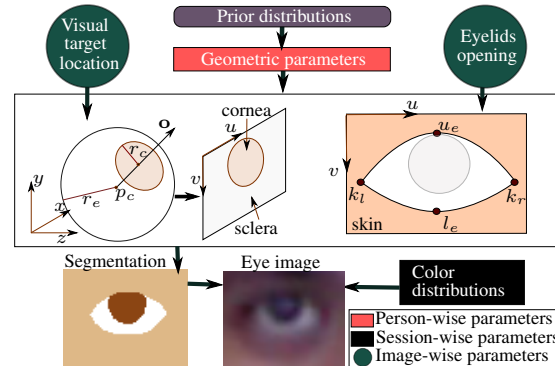 Visual
target
location
Prior distributions
Geometric parameters
Eyelids
opening
o
r_c
p_c
r_e
y
x
z
cornea
u
v
sclera
u
v
u_e
k_l
k_r
l_e
skin
Segmentation
Eye image
Color
distributions
Person-wise parameters
Session-wise parameters
Image-wise parameters